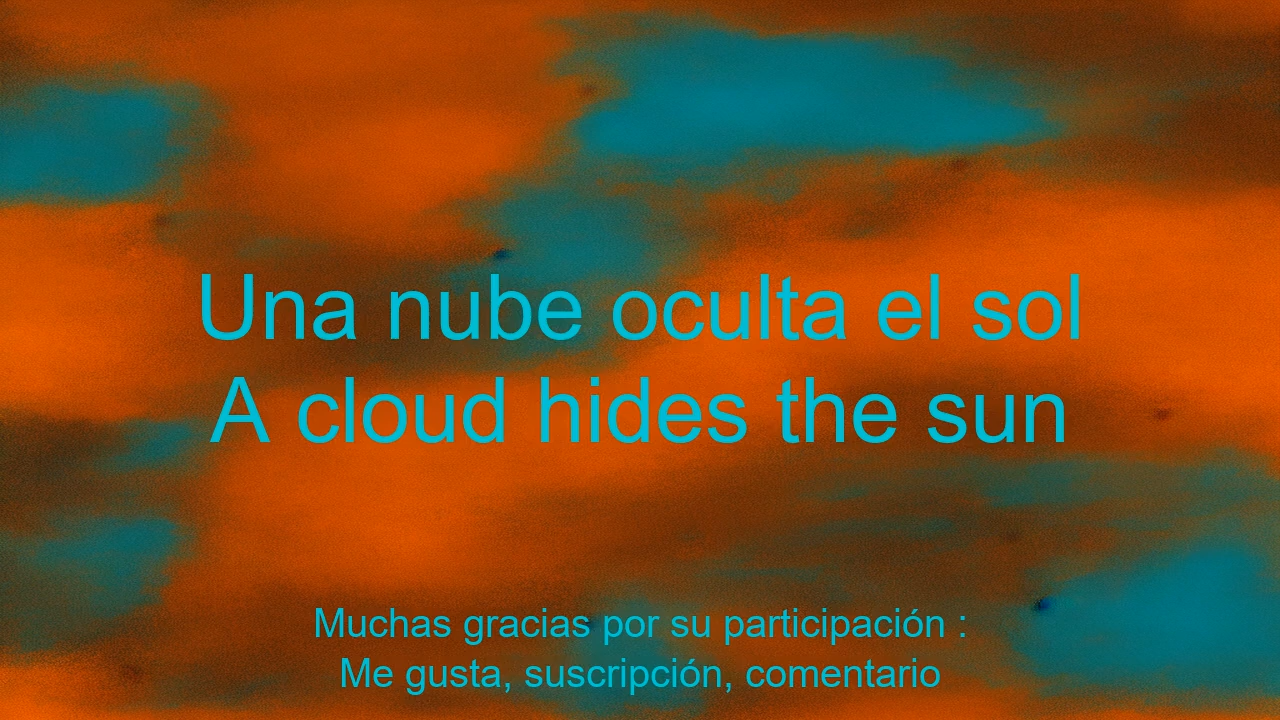 Una nube oculta el sol
A cloud hides the sun
Muchas gracias por su participación :
Me gusta, suscripción, comentario